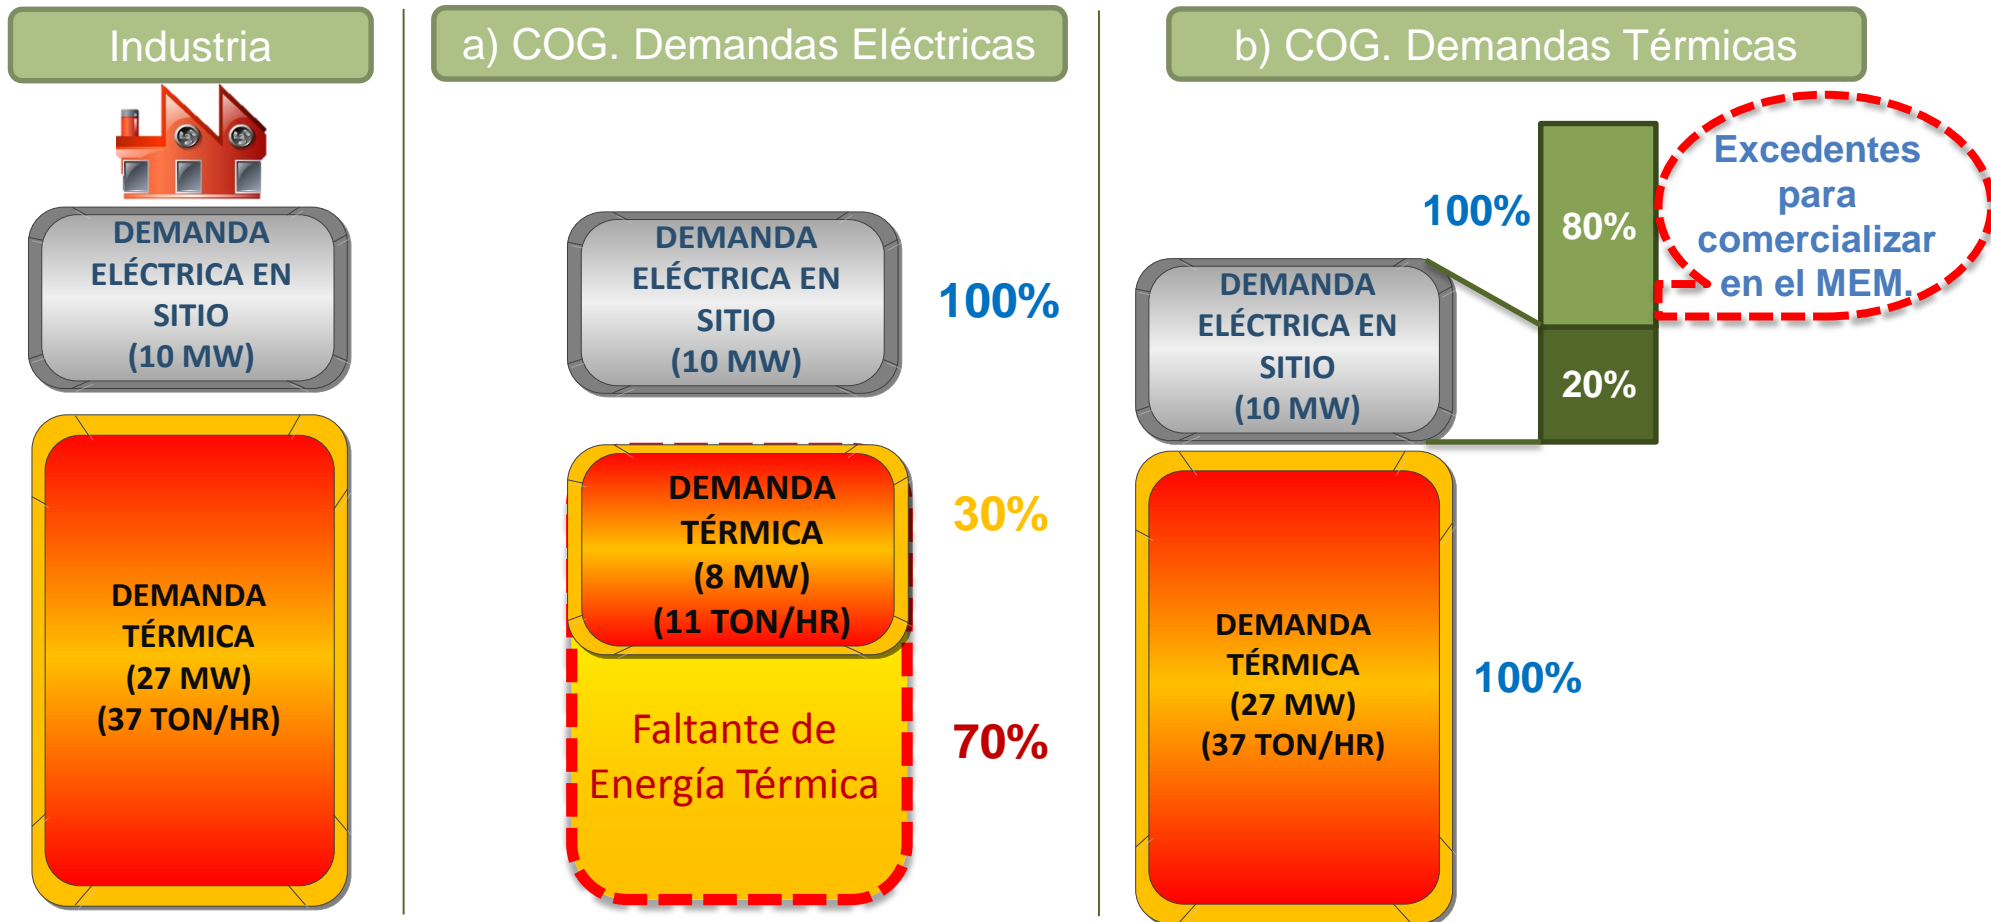 Industria
DEMANDA
ELÉCTRICA EN
SITIO
(10 MW)
DEMANDA
TÉRMICA
(27 MW)
(37 TON/HR)
a) COG. Demandas Eléctricas
DEMANDA
ELÉCTRICA EN
SITIO
(10 MW)
100%
DEMANDA
TÉRMICA
(8 MW)
(11 TON/HR)
30%
Faltante de
Energía Térmica
70%
b) COG. Demandas Térmicas
100%
80%
20%
Excedentes
para
comercializar
en el MEM.
DEMANDA
ELÉCTRICA EN
SITIO
(10 MW)
DEMANDA
TÉRMICA
(27 MW)
(37 TON/HR)
100%